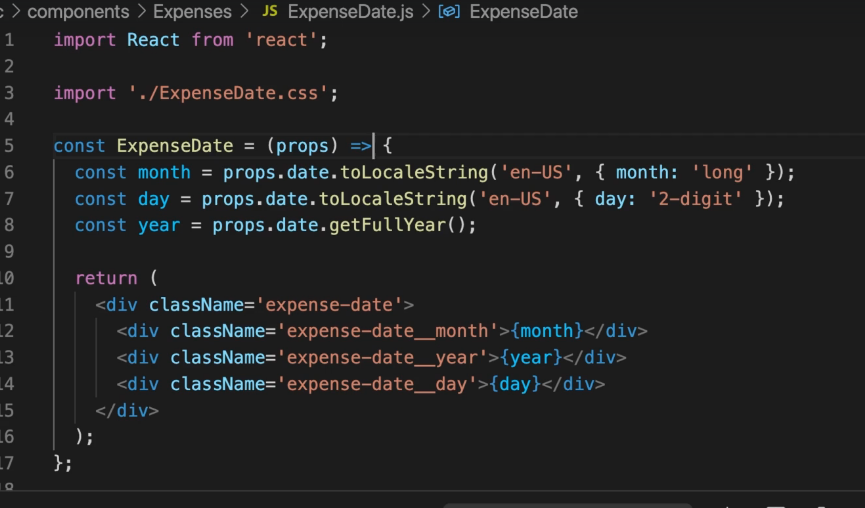 c > components > Expenses > JS ExpenseDate.js > ExpenseDate
1 import React from 'react';
2
3 import './ExpenseDate.css';
4
5 const ExpenseDate = (props) => {
6 const month = props.date.toLocaleString('en-US', { month: 'long' });
7 const day = props.date.toLocaleString('en-US', { day: '2-digit' });
8 const year = props.date.getFullYear();
9
10 return (
11 <div className='expense-date'>
12 <div className='expense-date__month'>{month}</div>
13 <div className='expense-date__year'>{year}</div>
14 <div className='expense-date__day'>{day}</div>
15 </div>
16 );
17 };
18